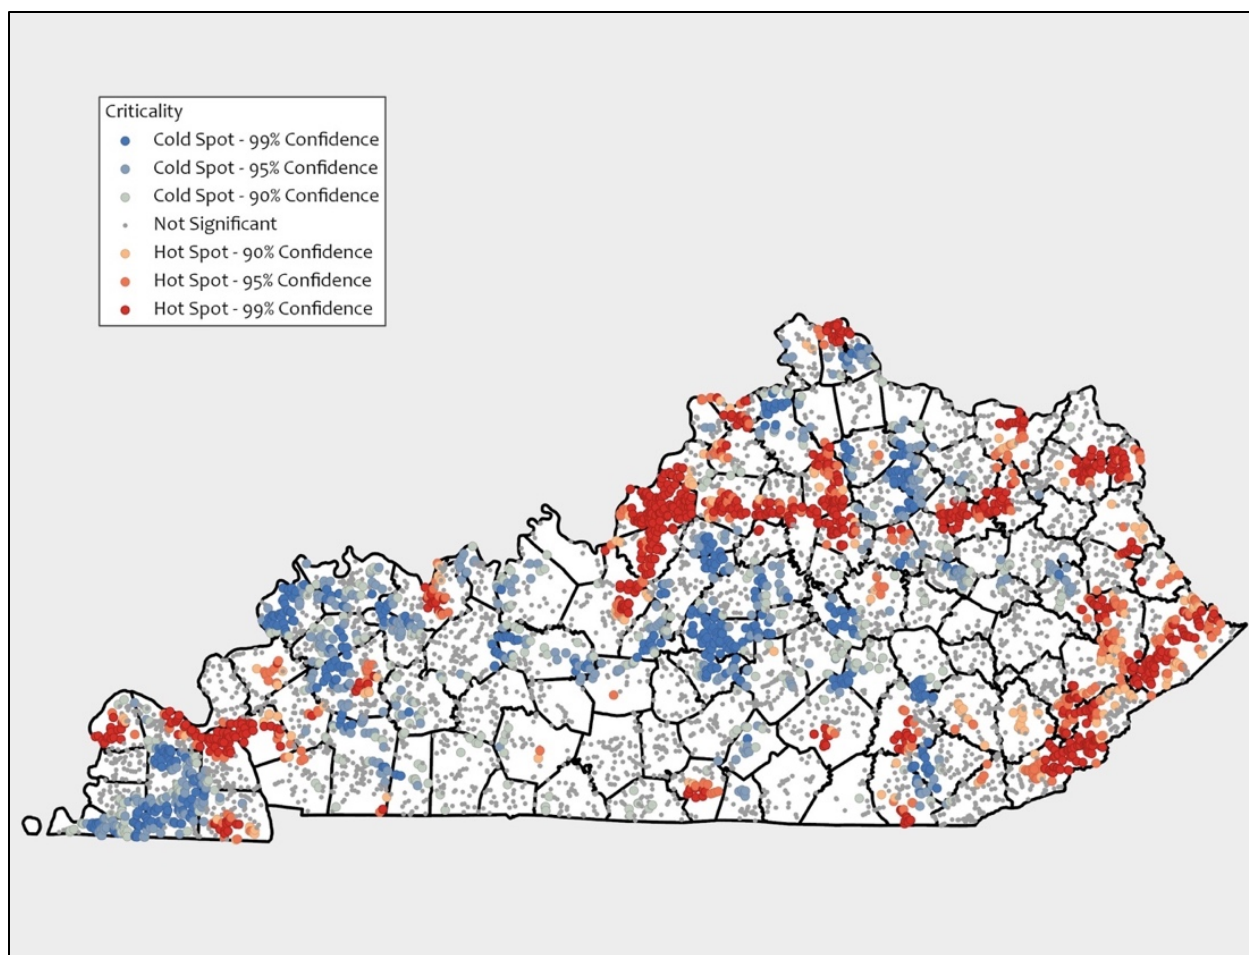 Criticality
Cold Spot - 99% Confidence
Cold Spot - 95% Confidence
Cold Spot - 90% Confidence
Not Significant
Hot Spot - 90% Confidence
Hot Spot - 95% Confidence
Hot Spot - 99% Confidence